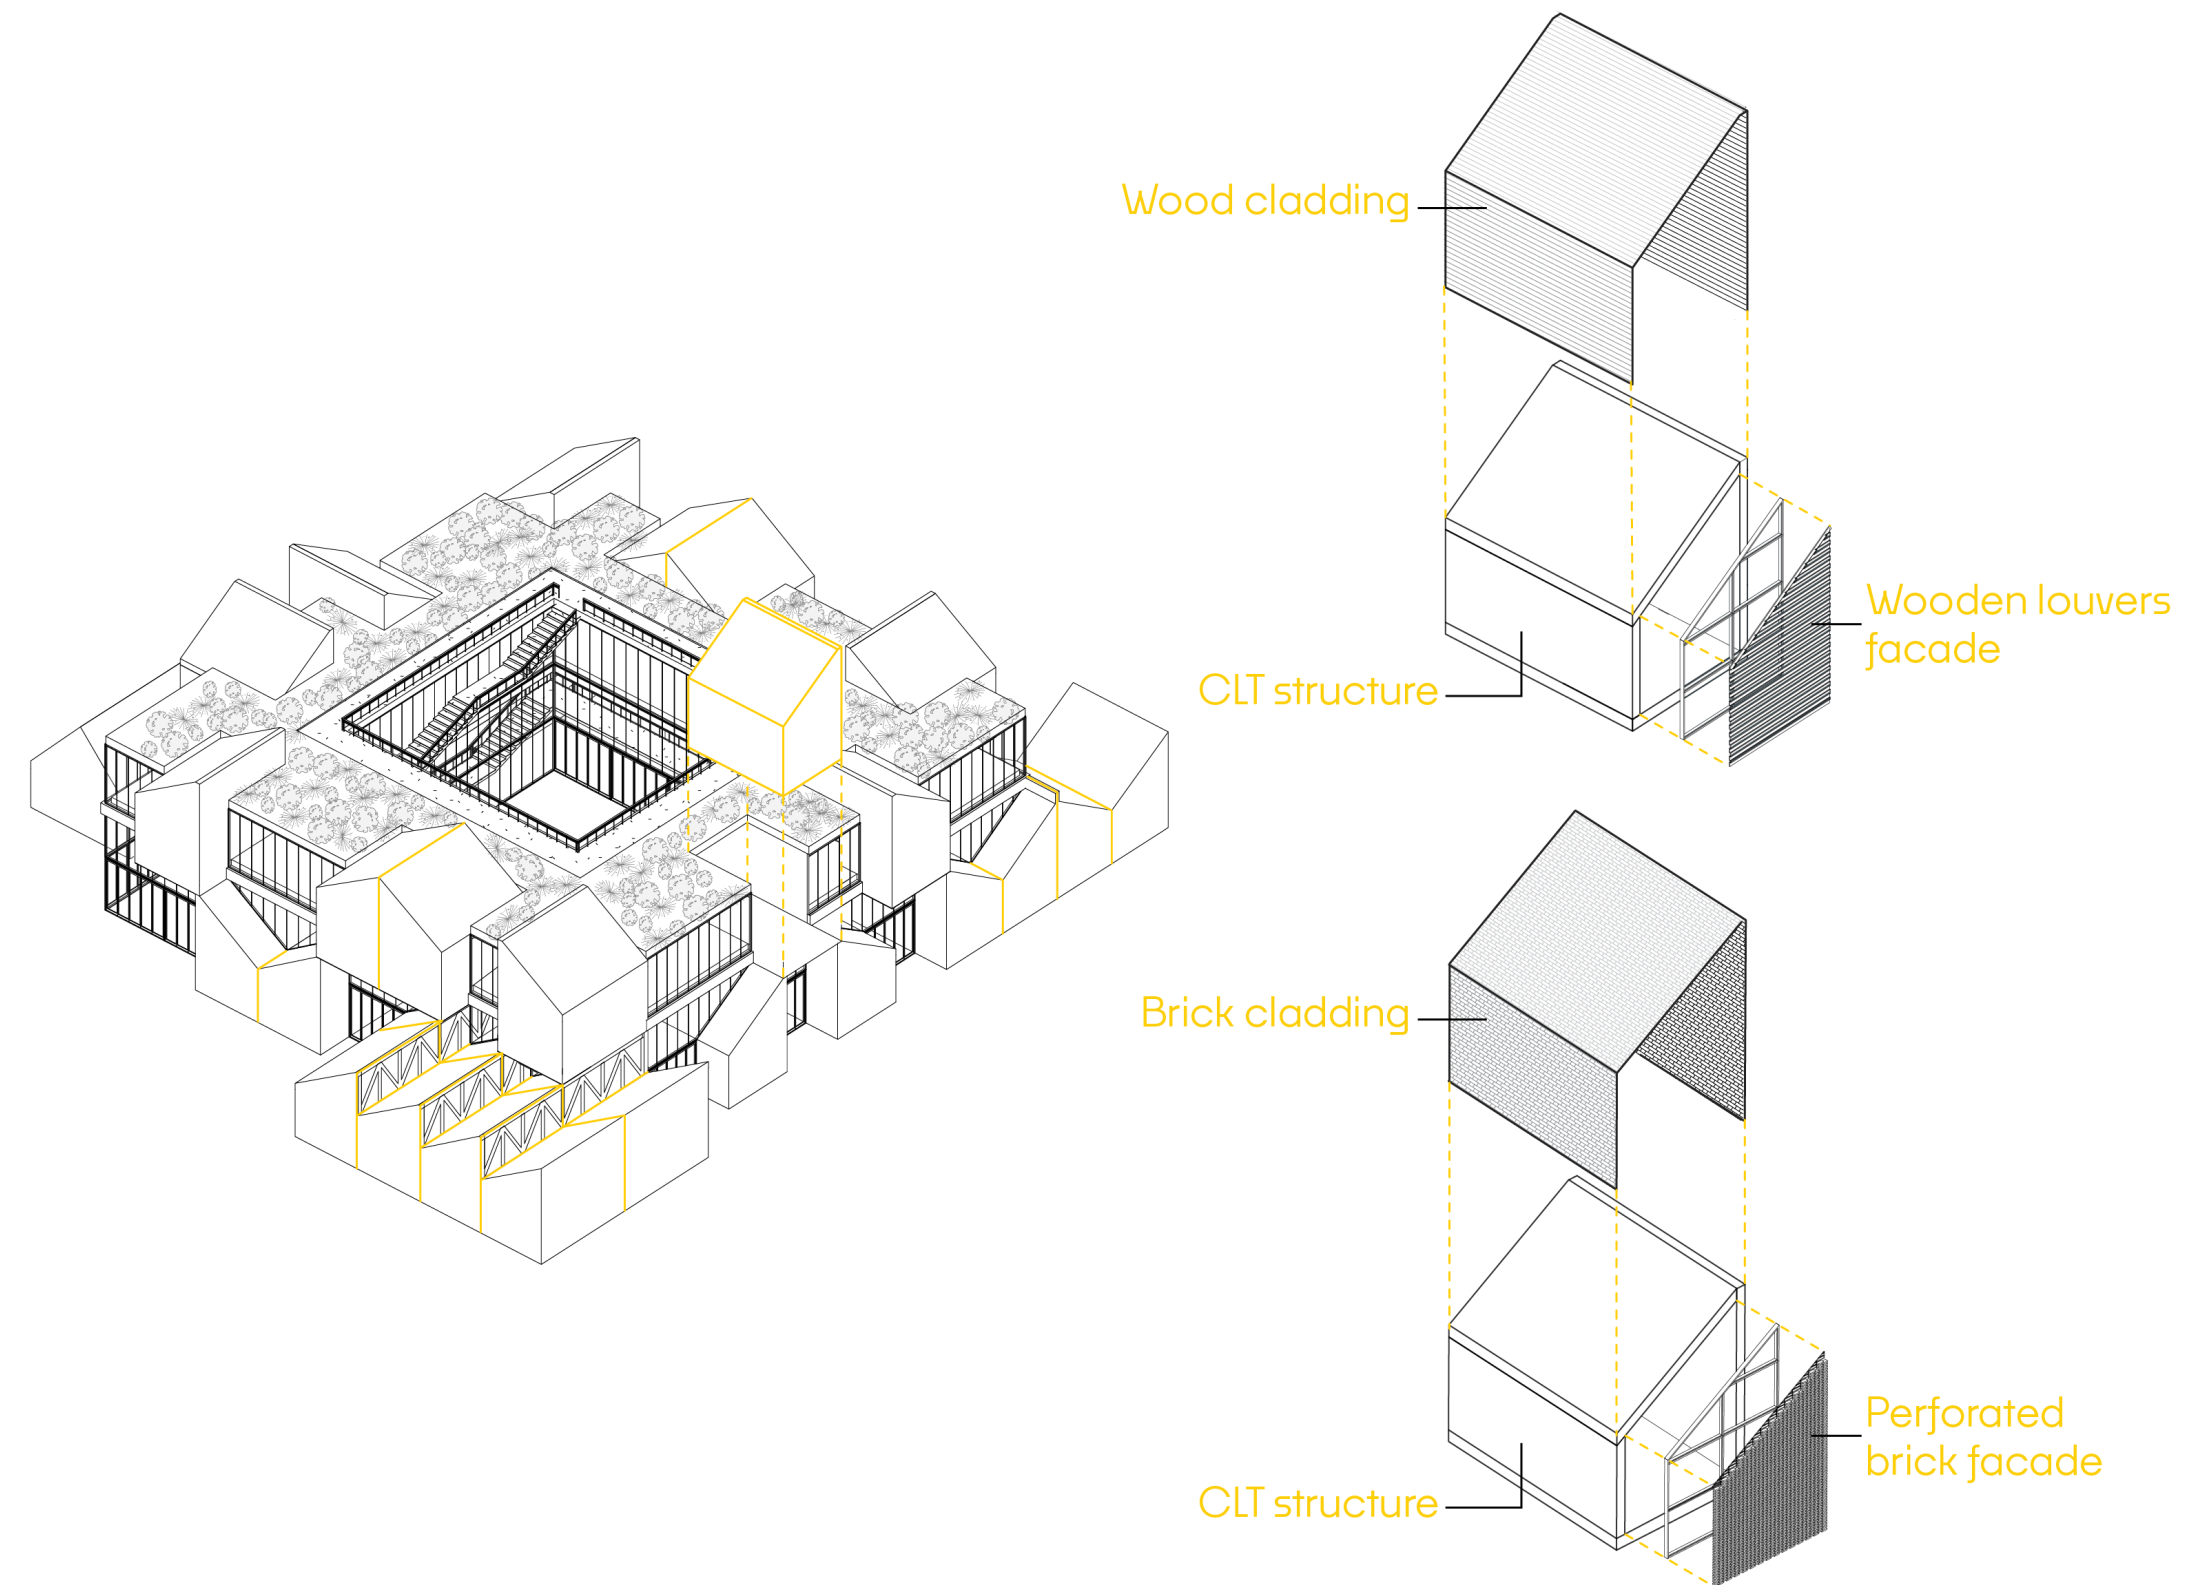 Wood cladding
Wooden louvers
facade
CLT structure
Brick cladding
Perforated
brick facade
CLT structure